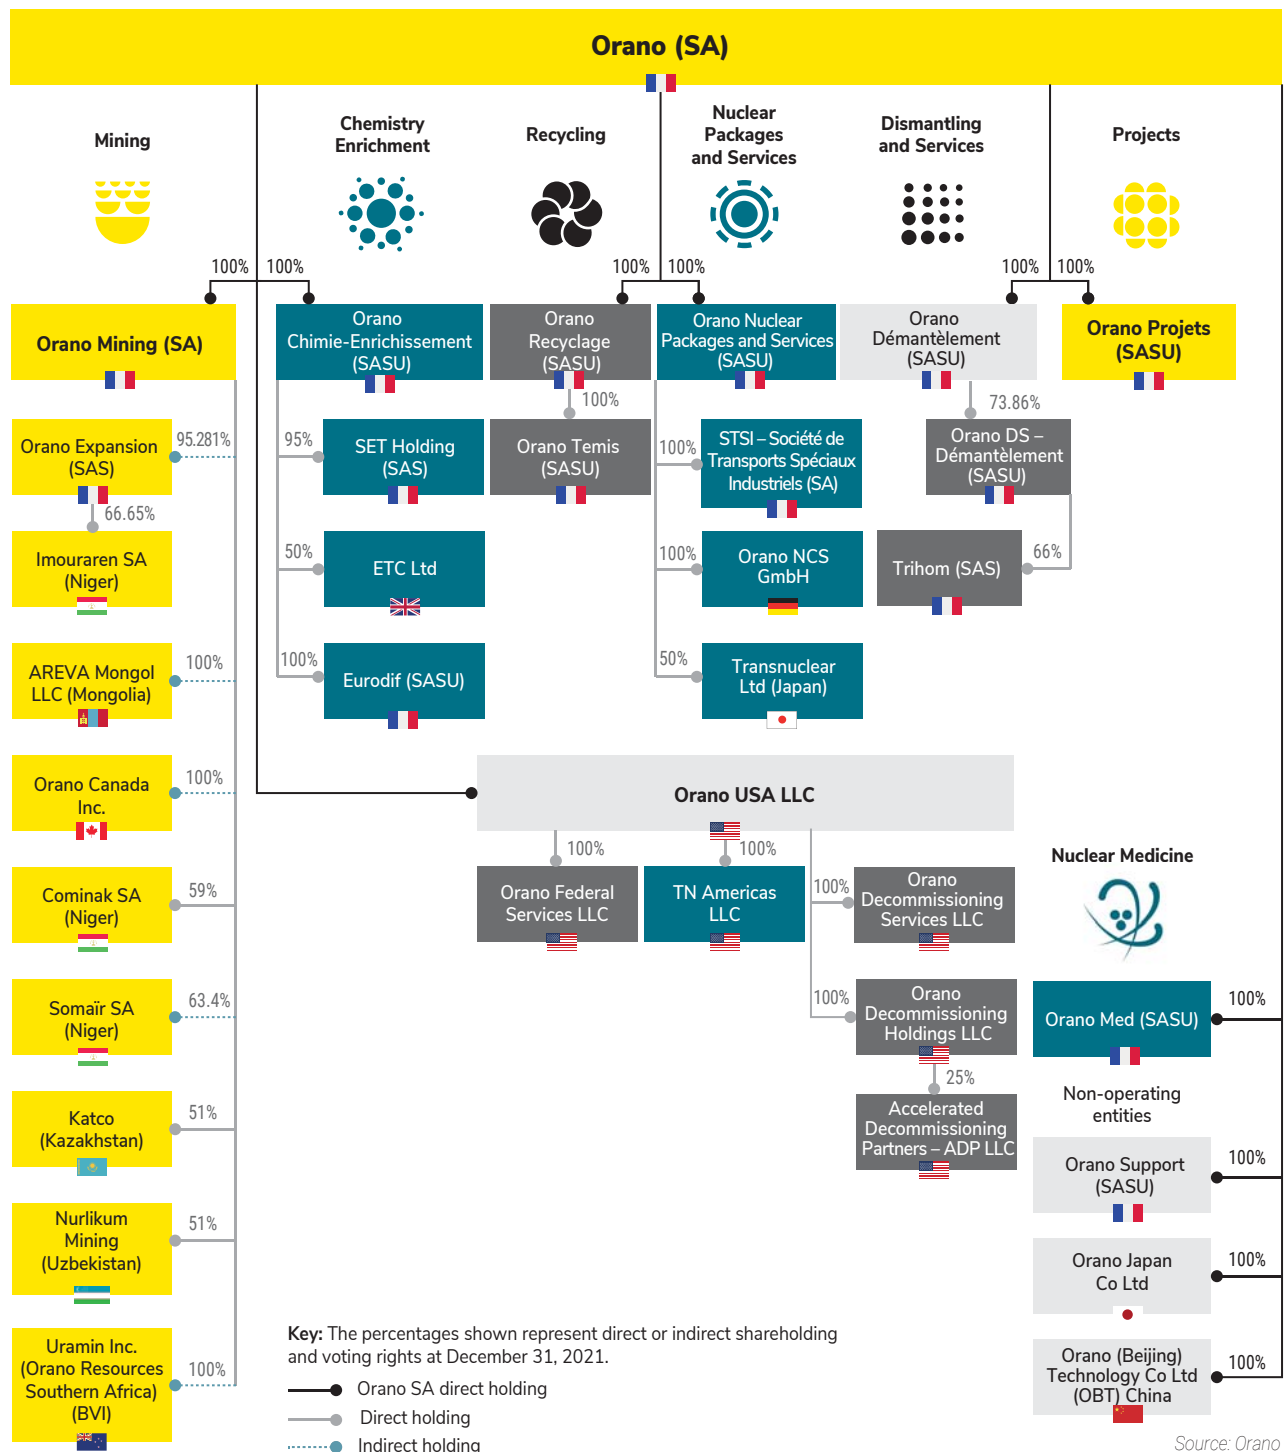 Orano (SA)
Mining
Chemistry
Enrichment
Recycling
Nuclear
Packages
and Services
Dismantling
and Services
Projects
100%
100%
100%
100%
100%
100%
Orano Mining (SA)
Orano
Chimie-Enrichissement
(SASU)
Orano
Recyclage
(SASU)
Orano Nuclear
Packages and Services
(SASU)
Orano
Démantèlement
(SASU)
Orano Projets
(SASU)
Orano Expansion
(SAS)
95.281%
66.65%
Imouraren SA
(Niger)
AREVA Mongol
LLC (Mongolia)
100%
Orano Canada
Inc.
100%
Cominak SA
(Niger)
59%
Somaïr SA
(Niger)
63.4%
Katco
(Kazakhstan)
51%
Nurlikum
Mining
(Uzbekistan)
51%
Uramin Inc.
(Orano Resources
Southern Africa)
(BVI)
100%
95%
SET Holding
(SAS)
50%
ETC Ltd
100%
Eurodif (SASU)
100%
Orano Temis
(SASU)
100%
STSI – Société de
Transports Spéciaux
Industriels (SA)
100%
Orano NCS
GmbH
50%
Transnuclear
Ltd (Japan)
73.86%
Orano DS –
Démantèlement
(SASU)
66%
Trihom (SAS)
Orano USA LLC
100%
Orano Federal
Services LLC
100%
TN Americas
LLC
100%
Orano
Decommissioning
Services LLC
100%
Orano
Decommissioning
Holdings LLC
25%
Accelerated
Decommissioning
Partners – ADP LLC
Nuclear Medicine
Orano Med (SASU)
100%
Non-operating
entities
Orano Support
(SASU)
100%
Orano Japan
Co Ltd
100%
Orano (Beijing)
Technology Co Ltd
(OBT) China
100%
Key: The percentages shown represent direct or indirect shareholding
and voting rights at December 31, 2021.
Orano SA direct holding
Direct holding
Indirect holding
Source: Orano